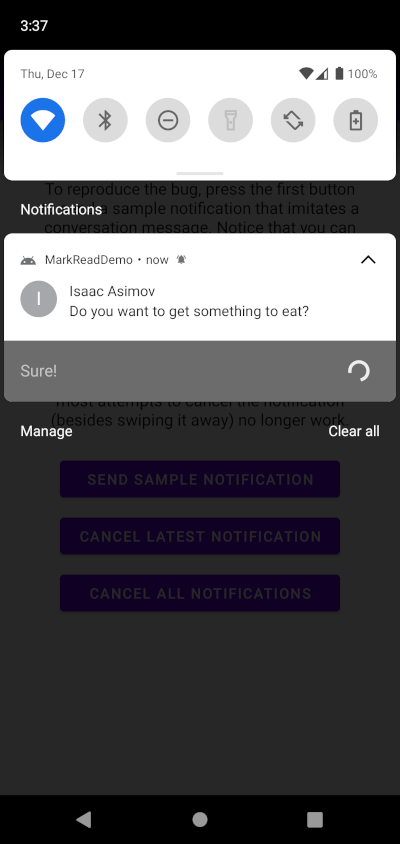 3:37
Thu, Dec 17
100%
To reproduce the bug, press the first button
a sample notification that imitates a
conversation message. Notice that you can
Notifications
MarkReadDemo • now
I
Isaac Asimov
Do you want to get something to eat?
Sure!
most attempts to cancel the notification
(besides swiping it away) no longer work.
Manage
Clear all
SEND SAMPLE NOTIFICATION
CANCEL LATEST NOTIFICATION
CANCEL ALL NOTIFICATIONS